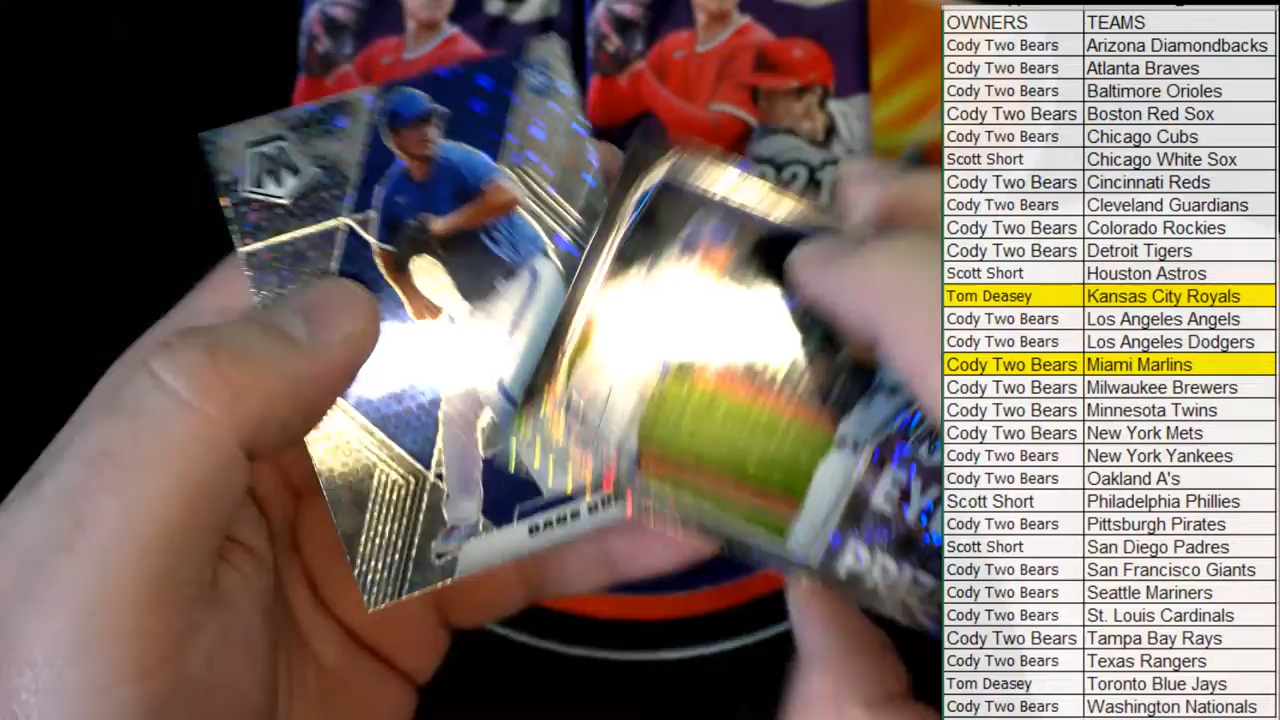 OWNERS TEAMS
Cody Two Bears Arizona Diamondbacks
Cody Two Bears Atlanta Braves
Cody Two Bears Baltimore Orioles
Cody Two Bears Boston Red Sox
Cody Two Bears Chicago Cubs
Scott Short Chicago White Sox
Cody Two Bears Cincinnati Reds
Cody Two Bears Cleveland Guardians
Cody Two Bears Colorado Rockies
Cody Two Bears Detroit Tigers
Scott Short Houston Astros
Tom Deasey Kansas City Royals
Cody Two Bears Los Angeles Angels
Cody Two Bears Los Angeles Dodgers
Cody Two Bears Miami Marlins
Cody Two Bears Milwaukee Brewers
Cody Two Bears Minnesota Twins
Cody Two Bears New York Mets
Cody Two Bears New York Yankees
Cody Two Bears Oakland A's
Scott Short Philadelphia Phillies
Cody Two Bears Pittsburgh Pirates
Scott Short San Diego Padres
Cody Two Bears San Francisco Giants
Cody Two Bears Seattle Mariners
Cody Two Bears St. Louis Cardinals
Cody Two Bears Tampa Bay Rays
Cody Two Bears Texas Rangers
Tom Deasey Toronto Blue Jays
Cody Two Bears Washington Nationals